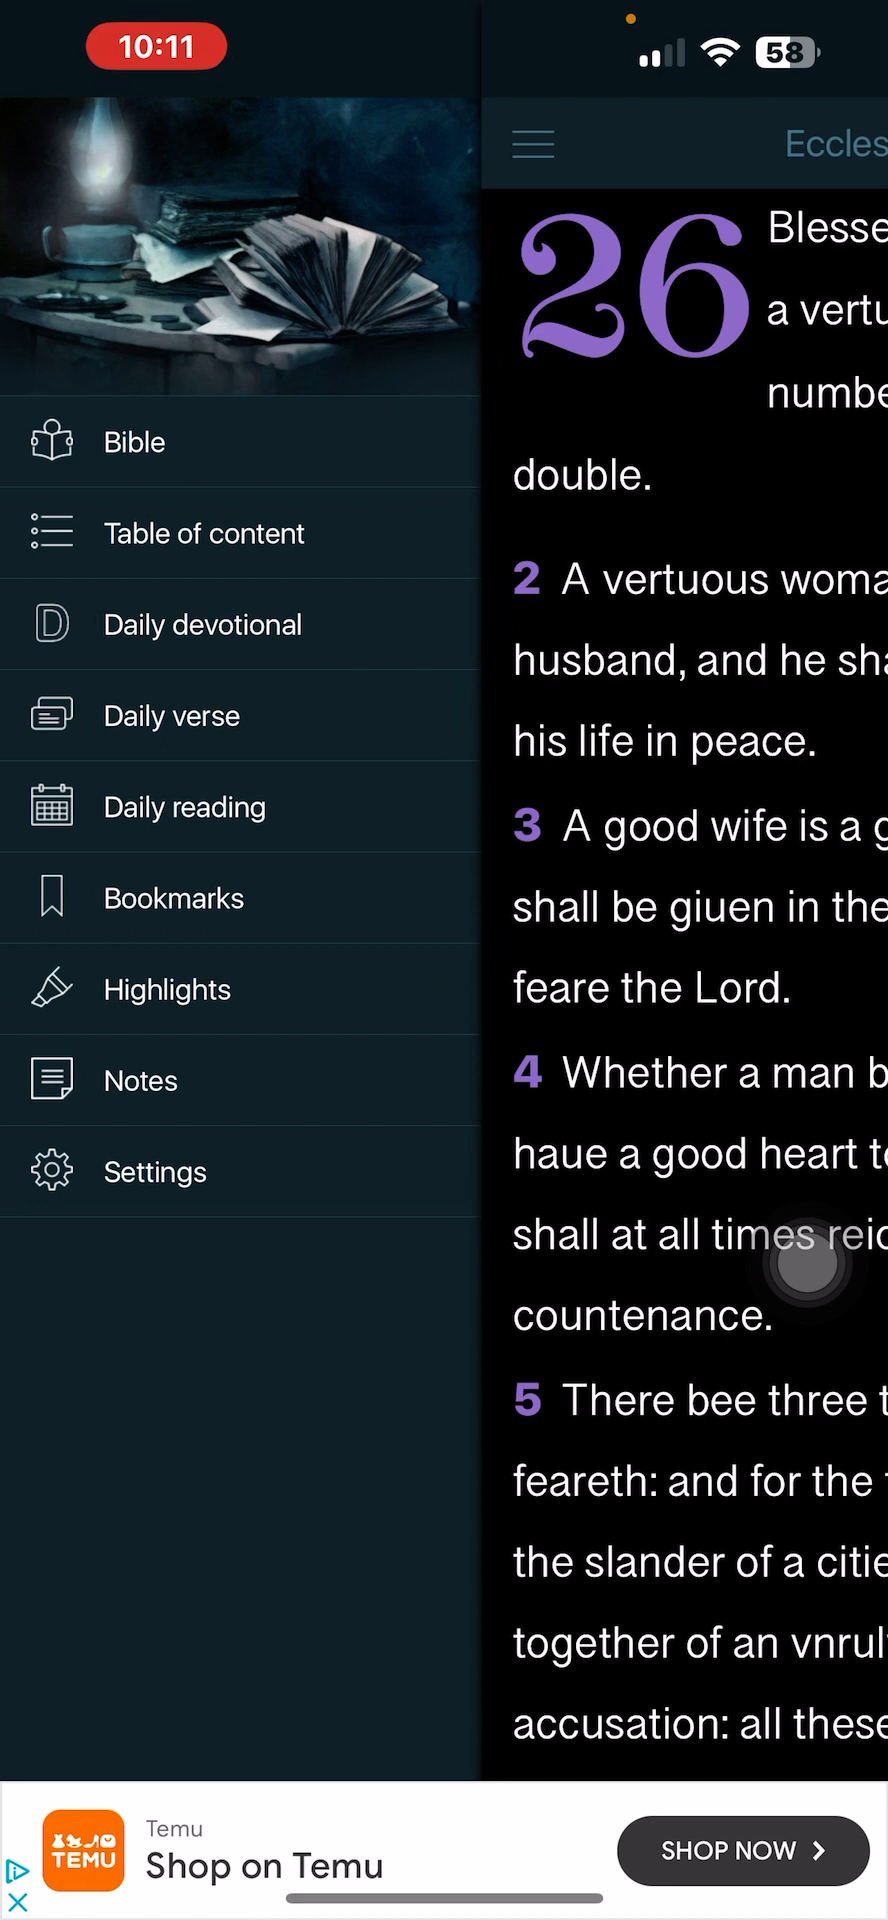 10:11
58
Bible
Table of content
Daily devotional
Daily verse
Daily reading
Bookmarks
Highlights
Notes
Settings
Eccles
26 Blesse
a vertu
numbe
double.
2 A vertuous woma
husband, and he sha
his life in peace.
3 A good wife is a g
shall be giuen in the
feare the Lord.
4 Whether a man b
haue a good heart to
shall at all times reio
countenance.
5 There bee three t
feareth: and for the
the slander of a citie
together of an vnrul
accusation: all these
TEMU
Temu
Shop on Temu
SHOP NOW